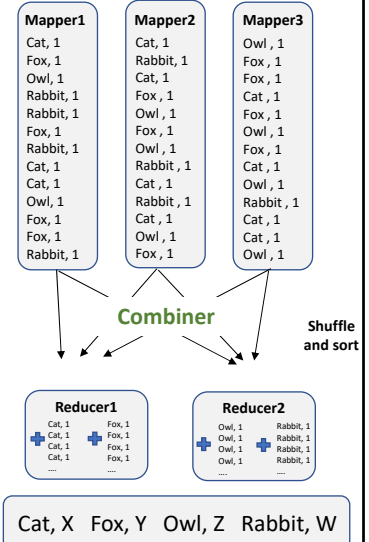 Mapper1
Cat, 1
Fox, 1
Owl, 1
Rabbit, 1
Rabbit, 1
Fox, 1
Rabbit, 1
Cat, 1
Cat, 1
Owl, 1
Fox, 1
Fox, 1
Rabbit, 1
Mapper2
Cat, 1
Rabbit, 1
Cat, 1
Fox , 1
Owl , 1
Fox , 1
Owl , 1
Rabbit , 1
Cat , 1
Rabbit , 1
Cat , 1
Owl , 1
Fox , 1
Mapper3
Owl , 1
Fox , 1
Fox , 1
Cat , 1
Fox , 1
Owl , 1
Fox , 1
Cat , 1
Owl , 1
Rabbit , 1
Cat , 1
Cat , 1
Owl , 1
Combiner
Shuffle
and sort
Reducer1
Cat, 1
Cat, 1
Cat, 1
Cat, 1
....
Fox, 1
Fox, 1
Fox, 1
Fox, 1
....
Reducer2
Owl, 1
Owl, 1
Owl, 1
Owl, 1
.....
Rabbit, 1
Rabbit, 1
Rabbit, 1
Rabbit, 1
....
Cat, X Fox, Y Owl, Z Rabbit, W